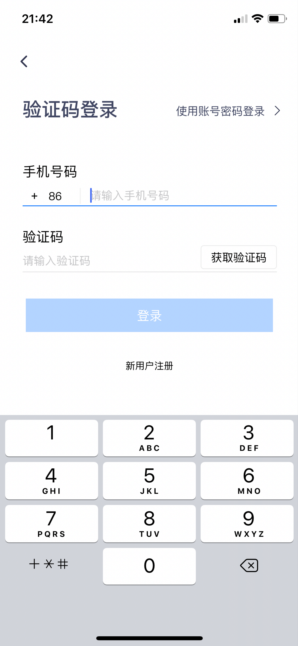 21:42
验证码登录
使用账号密码登录
手机号码
+ 86 请输入手机号码
验证码
请输入验证码
获取验证码
登录
新用户注册
1 2 3
ABC DEF
4 5 6
GHI JKL MNO
7 8 9
PQRS TUV WXYZ
+*# 0